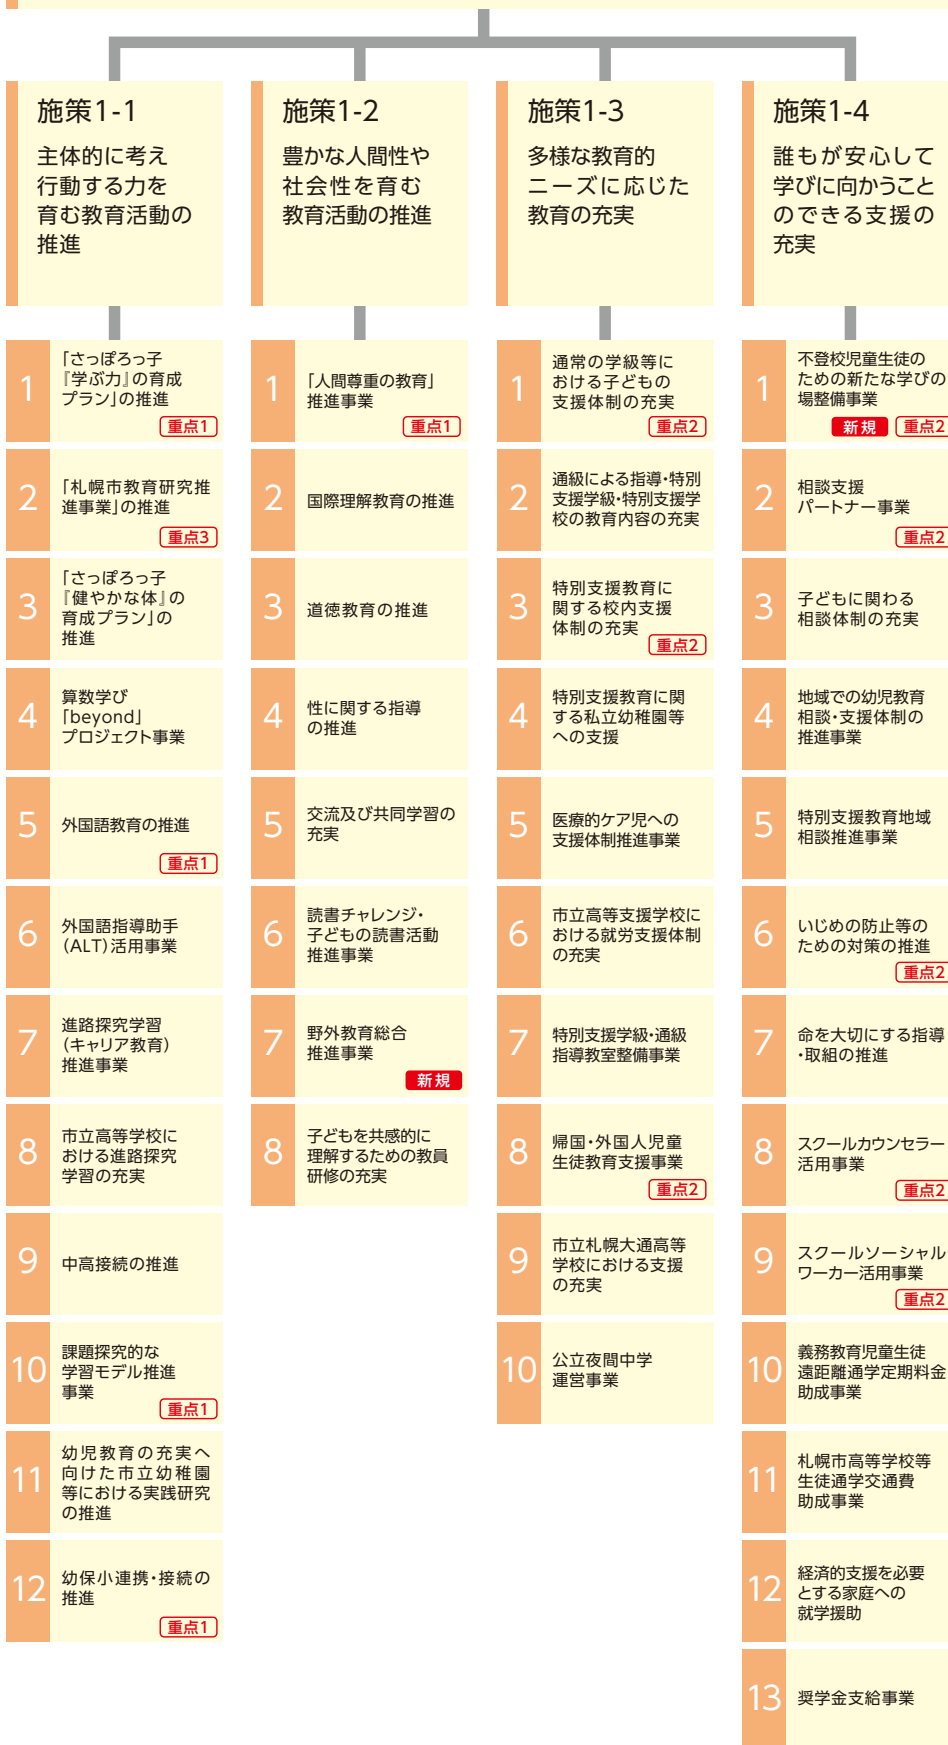 施策1-1
主体的に考え
行動する力を
育む教育活動の
推進
1
「さっぽろっ子
『学ぶ力』の育成
プラン」の推進
重点1
2
「札幌市教育研究推
進事業」の推進
重点3
3
「さっぽろっ子
『健やかな体』の
育成プラン」の
推進
4
算数学び
「beyond」
プロジェクト事業
5
外国語教育の推進
重点1
6
外国語指導助手
(ALT)活用事業
7
進路探究学習
(キャリア教育)
推進事業
8
市立高等学校に
おける進路探究
学習の充実
9
中高接続の推進
10
課題探究的な
学習モデル推進
事業
重点1
11
幼児教育の充実へ
向けた市立幼稚園
等における実践研究
の推進
12
幼保小連携・接続の
推進
重点1
施策1-2
豊かな人間性や
社会性を育む
教育活動の推進
1
「人間尊重の教育」
推進事業
重点1
2
国際理解教育の推進
3
道徳教育の推進
4
性に関する指導
の推進
5
交流及び共同学習の
充実
6
読書チャレンジ・
子どもの読書活動
推進事業
7
野外教育総合
推進事業
新規
8
子どもを共感的に
理解するための教員
研修の充実
施策1-3
多様な教育的
ニーズに応じた
教育の充実
1
通常の学級等に
おける子どもの
支援体制の充実
重点2
2
通級による指導・特別
支援学級・特別支援学
校の教育内容の充実
3
特別支援教育に
関する校内支援
体制の充実
重点2
4
特別支援教育に関
する私立幼稚園等
への支援
5
医療的ケア児への
支援体制推進事業
6
市立高等支援学校に
おける就労支援体制
の充実
7
特別支援学級・通級
指導教室整備事業
8
帰国・外国人児童
生徒教育支援事業
重点2
9
市立札幌大通高等
学校における支援
の充実
10
公立夜間中学
運営事業
施策1-4
誰もが安心して
学びに向かうこと
のできる支援の
充実
1
不登校児童生徒の
ための新たな学びの
場整備事業
新規 重点2
2
相談支援
パートナー事業
重点2
3
子どもに関わる
相談体制の充実
4
地域での幼児教育
相談・支援体制の
推進事業
5
特別支援教育地域
相談推進事業
6
いじめの防止等の
ための対策の推進
重点2
7
命を大切にする指導
・取組の推進
8
スクールカウンセラー
活用事業
重点2
9
スクールソーシャル
ワーカー活用事業
重点2
10
義務教育児童生徒
遠距離通学定期料金
助成事業
11
札幌市高等学校等
生徒通学交通費
助成事業
12
経済的支援を必要
とする家庭への
就学援助
13
奨学金支給事業